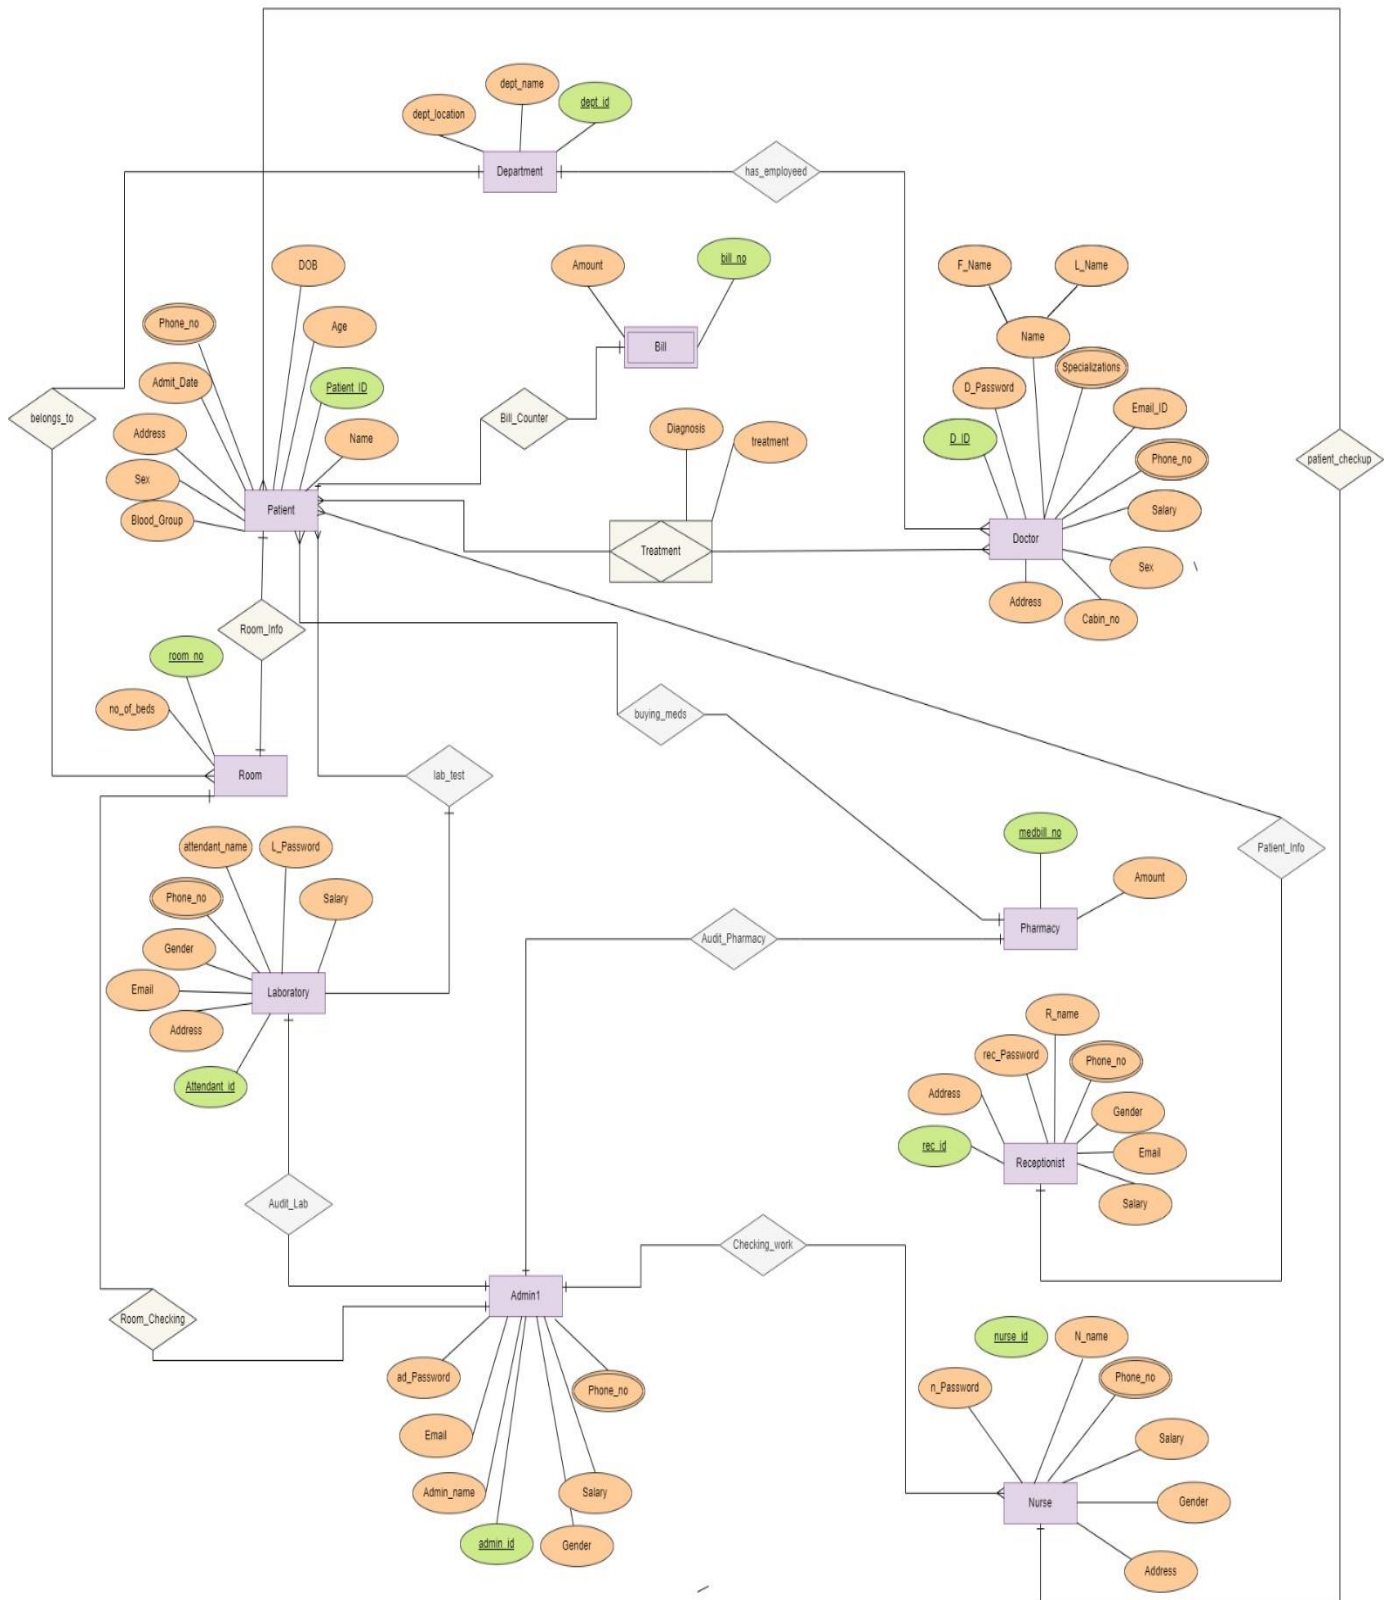 dept_name
dept_id
dept_location
Department
has_employeed
DOB
Amount
bill_no
F_Name
L_Name
Phone_no
Age
Bill
Name
Specializations
Admit_Date
Patient_ID
D_Password
Email_ID
belongs_to
Bill_Counter
Address
Name
Diagnosis
treatment
D_ID
Phone_no
patient_checkup
Sex
Blood_Group
Patient
Salary
Treatment
Doctor
Sex
Address
Cabin_no
Room_Info
room_no
no_of_beds
buying_meds
Room
lab_test
attendant_name
L_Password
medbill_no
Patient_Info
Phone_no
Salary
Amount
Gender
Audit_Pharmacy
Pharmacy
Email
Laboratory
Address
R_name
rec_Password
Phone_no
Attendant_id
Address
Gender
rec_id
Receptionist
Email
Audit_Lab
Salary
Checking_work
Admin1
Room_Checking
nurse_id
N_name
ad_Password
Phone_no
n_Password
Phone_no
Email
Salary
Admin_name
Salary
Nurse
Gender
admin_id
Gender
Address